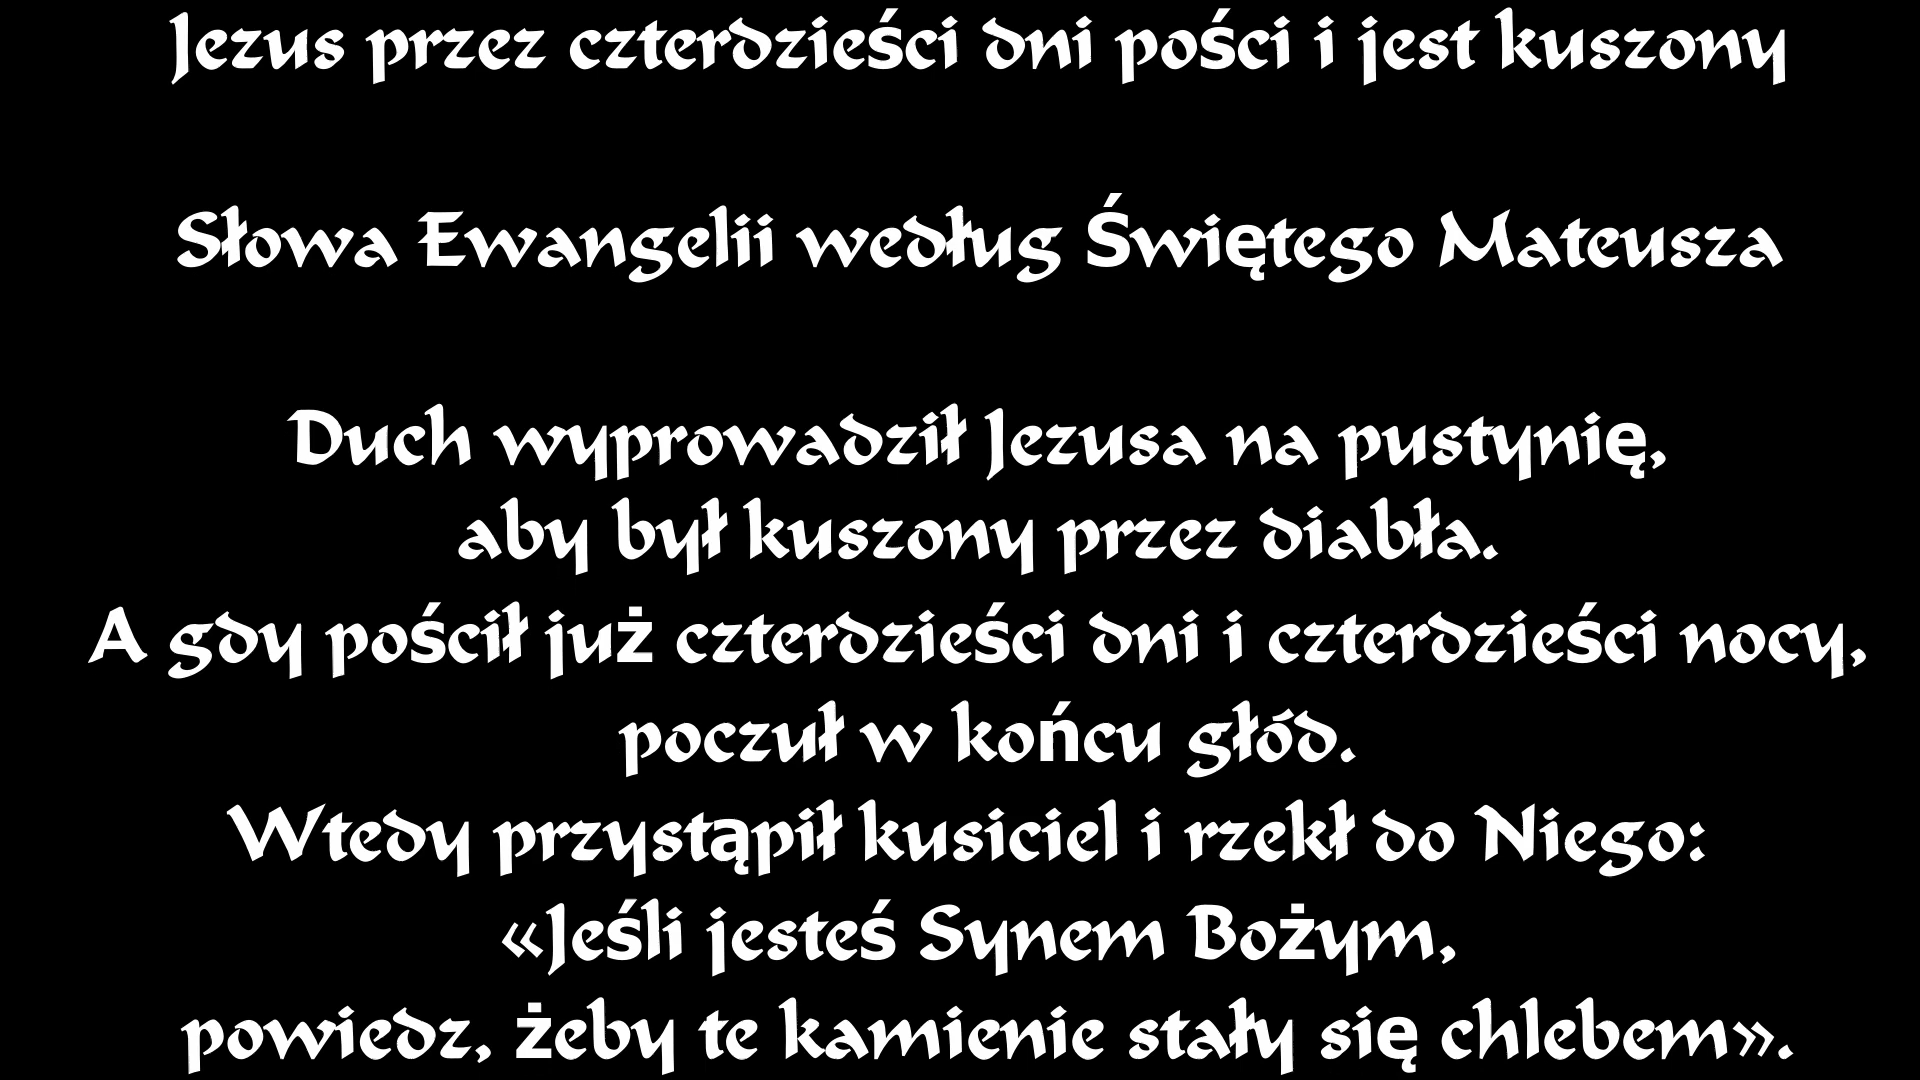 Jezus przez czterdzieści dni pości i jest kuszony
Słowa Ewangelii według Świętego Mateusza
Duch wyprowadził Jezusa na pustynię,
aby był kuszony przez diabła.
A gdy pościł już czterdzieści dni i czterdzieści nocy,
poczuł w końcu głód.
Wtedy przystąpił kusiciel i rzekł do Niego:
«Jeśli jesteś Synem Bożym,
powiedz, żeby te kamienie stały się chlebem».